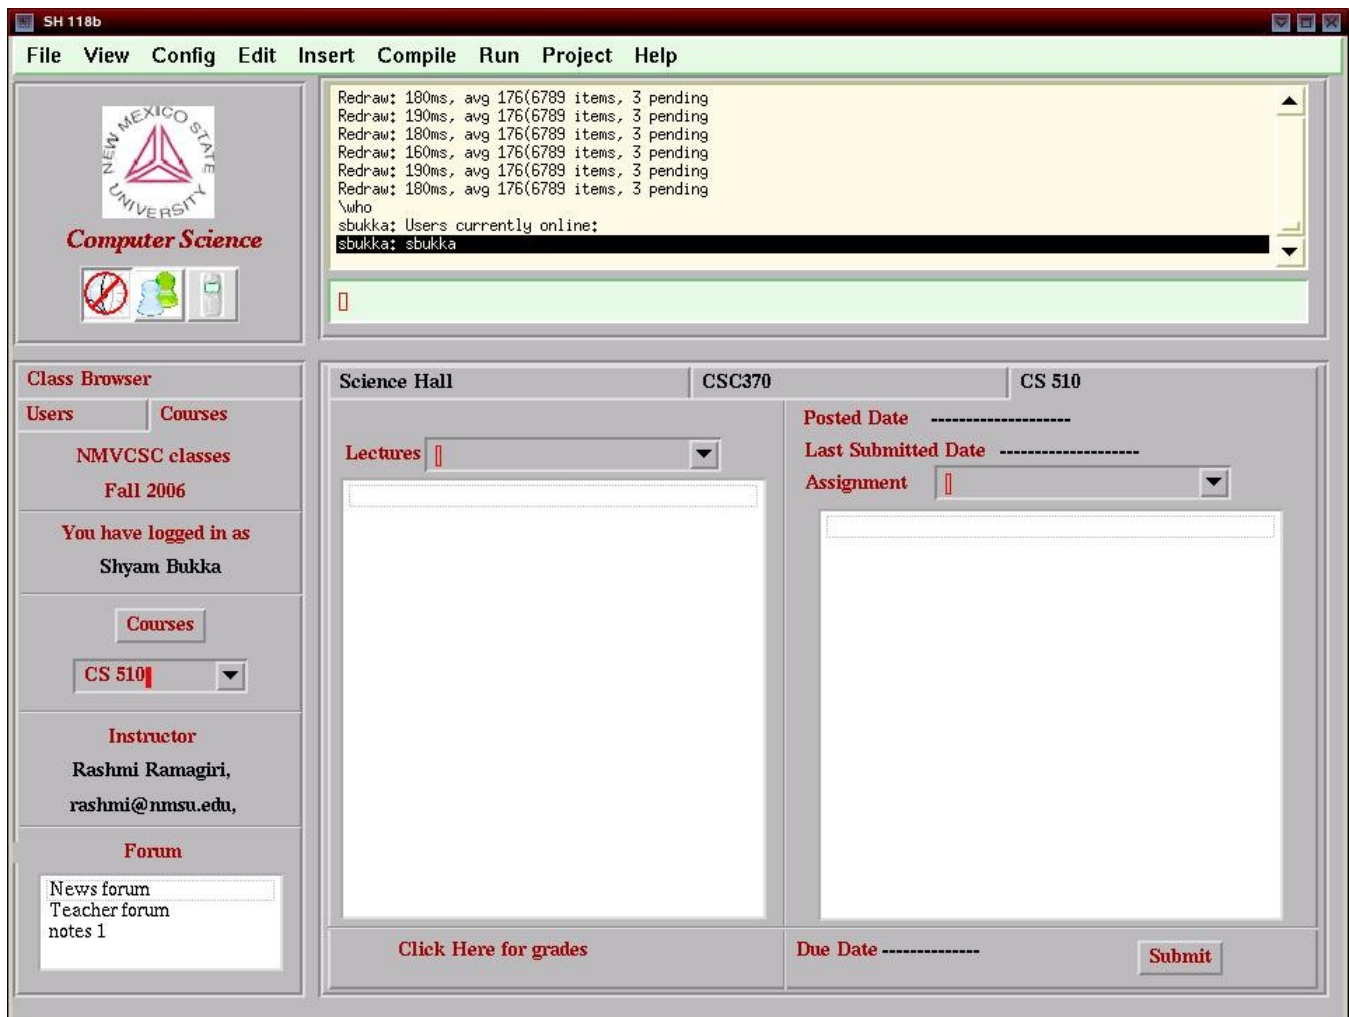 SH 118b
File View Config Edit Insert Compile Run Project Help
NEW MEXICO STATE UNIVERSITY
Computer Science
Redraw: 180ms, avg 176(6789 items, 3 pending
Redraw: 190ms, avg 176(6789 items, 3 pending
Redraw: 180ms, avg 176(6789 items, 3 pending
Redraw: 160ms, avg 176(6789 items, 3 pending
Redraw: 190ms, avg 176(6789 items, 3 pending
Redraw: 180ms, avg 176(6789 items, 3 pending
\who
sbukka: Users currently online:
sbukka: sbukka
Class Browser
Users Courses
NMVCSC classes
Fall 2006
You have logged in as
Shyam Bukka
Courses
CS 510
Instructor
Rashmi Ramagiri,
rashmi@nmsu.edu,
Forum
News forum
Teacher forum
notes 1
Science Hall CSC370 CS 510
Lectures
Posted Date --------------------
Last Submitted Date --------------------
Assignment
Click Here for grades
Due Date --------------
Submit